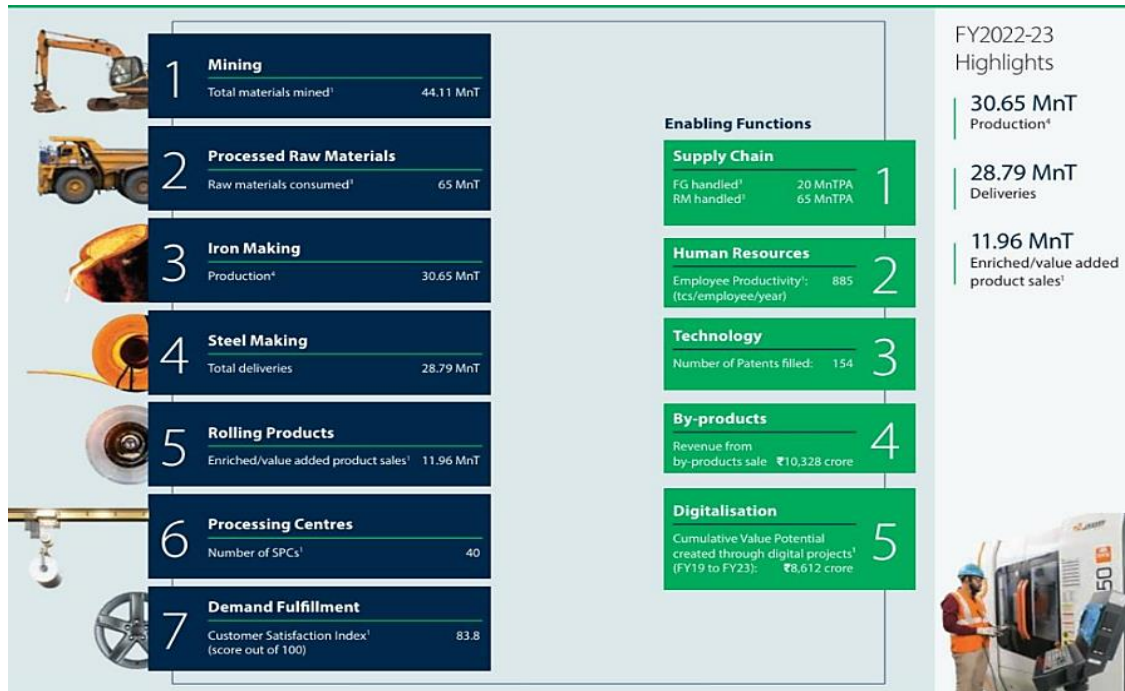 1
Mining
Total materials mined¹ 44.11 MnT
2
Processed Raw Materials
Raw materials consumed³ 65 MnT
3
Iron Making
Production⁴ 30.65 MnT
4
Steel Making
Total deliveries 28.79 MnT
5
Rolling Products
Enriched/value added product sales¹ 11.96 MnT
6
Processing Centres
Number of SPCs¹ 40
7
Demand Fulfillment
Customer Satisfaction Index¹ 83.8
(score out of 100)
Enabling Functions
Supply Chain
1
FG handled³ 20 MnTPA
RM handled³ 65 MnTPA
Human Resources
2
Employee Productivity¹: 885
(tcs/employee/year)
Technology
3
Number of Patents filled: 154
By-products
4
Revenue from
by-products sale ₹10,328 crore
Digitalisation
5
Cumulative Value Potential
created through digital projects¹
(FY19 to FY23): ₹8,612 crore
FY2022-23
Highlights
30.65 MnT
Production⁴
28.79 MnT
Deliveries
11.96 MnT
Enriched/value added
product sales¹
50